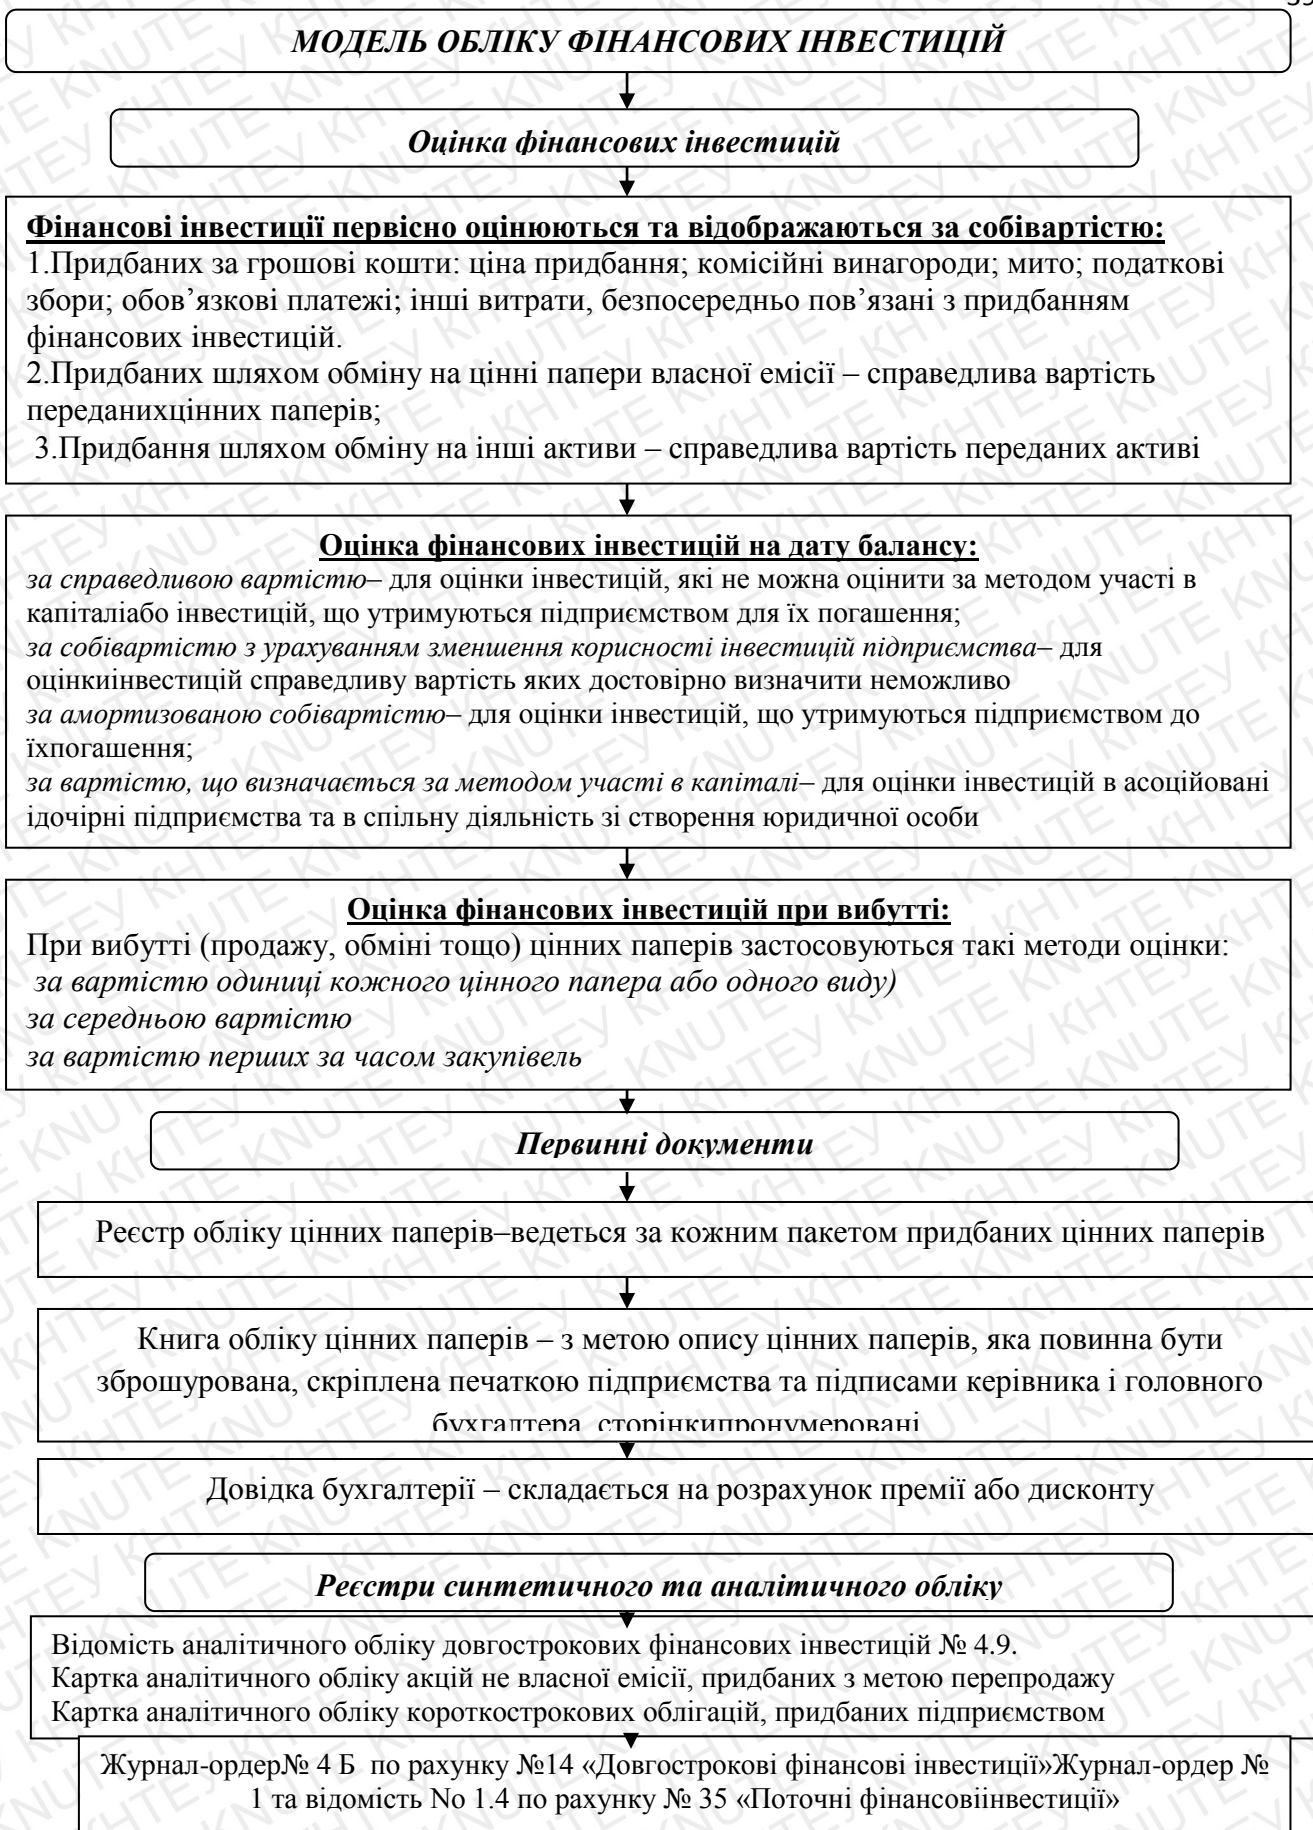 МОДЕЛЬ ОБЛІКУ ФІНАНСОВИХ ІНВЕСТИЦІЙ
Оцінка фінансових інвестицій
Фінансові інвестиції первісно оцінюються та відображаються за собівартістю:
1.Придбаних за грошові кошти: ціна придбання; комісійні винагороди; мито; податкові
збори; обов’язкові платежі; інші витрати, безпосередньо пов’язані з придбанням
фінансових інвестицій.
2.Придбаних шляхом обміну на цінні папери власної емісії – справедлива вартість
переданихцінних паперів;
3.Придбання шляхом обміну на інші активи – справедлива вартість переданих активі
Оцінка фінансових інвестицій на дату балансу:
за справедливою вартістю– для оцінки інвестицій, які не можна оцінити за методом участі в
капіталіабо інвестицій, що утримуються підприємством для їх погашення;
за собівартістю з урахуванням зменшення корисності інвестицій підприємства– для
оцінкиінвестицій справедливу вартість яких достовірно визначити неможливо
за амортизованою собівартістю– для оцінки інвестицій, що утримуються підприємством до
їхпогашення;
за вартістю, що визначається за методом участі в капіталі– для оцінки інвестицій в асоційовані
ідочірні підприємства та в спільну діяльність зі створення юридичної особи
Оцінка фінансових інвестицій при вибутті:
При вибутті (продажу, обміні тощо) цінних паперів застосовуються такі методи оцінки:
за вартістю одиниці кожного цінного папера або одного виду)
за середньою вартістю
за вартістю перших за часом закупівель
Первинні документи
Реєстр обліку цінних паперів–ведеться за кожним пакетом придбаних цінних паперів
Книга обліку цінних паперів – з метою опису цінних паперів, яка повинна бути
зброшурована, скріплена печаткою підприємства та підписами керівника і головного
бухгалтера, сторінкипронумеровані
Довідка бухгалтерії – складається на розрахунок премії або дисконту
Реєстри синтетичного та аналітичного обліку
Відомість аналітичного обліку довгострокових фінансових інвестицій № 4.9.
Картка аналітичного обліку акцій не власної емісії, придбаних з метою перепродажу
Картка аналітичного обліку короткострокових облігацій, придбаних підприємством
Журнал-ордер№ 4 Б по рахунку №14 «Довгострокові фінансові інвестиції»Журнал-ордер №
1 та відомість No 1.4 по рахунку № 35 «Поточні фінансовіінвестиції»